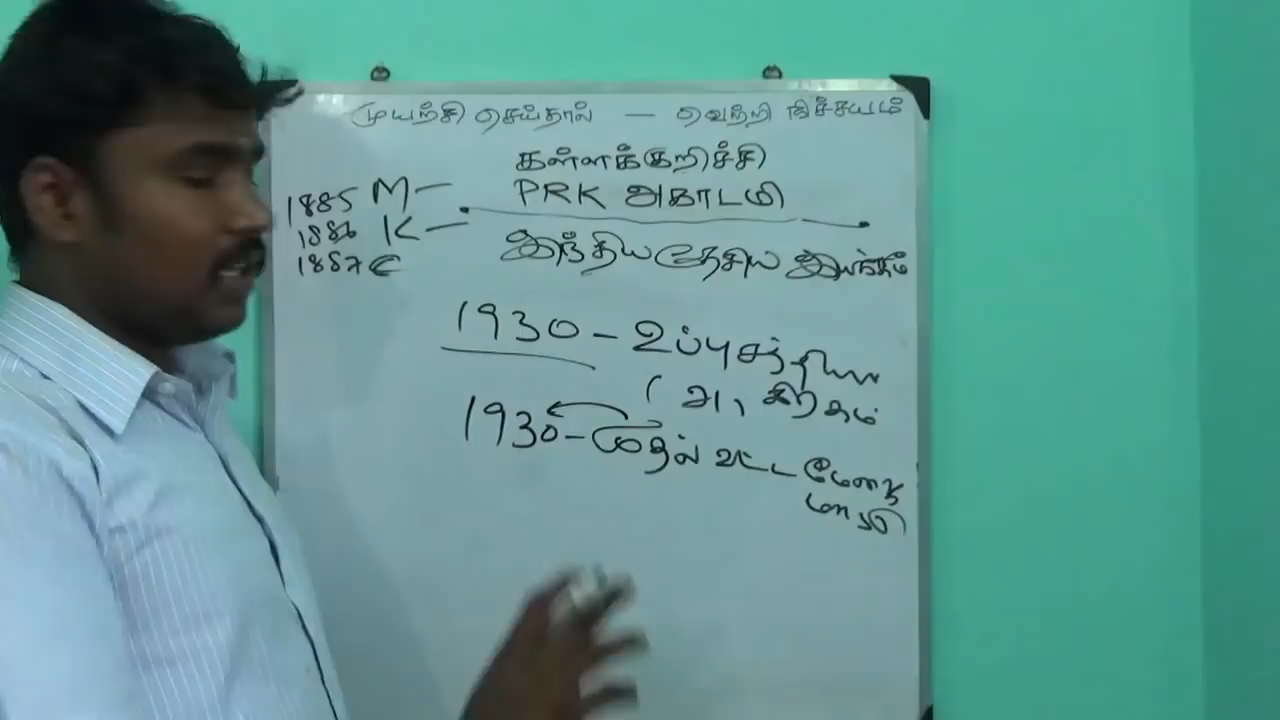 முயற்சி செய்தால் — வெற்றி நிச்சயம்
கள்ளக்குறிச்சி
PRK அகாடமி
1885 M —
1886 K —
1887 C
இந்திய தேசிய இயக்கம்
1930 – உப்புசத்தியா
கிரகம்
1930 – முதல் வட்ட மேசை
மாநா